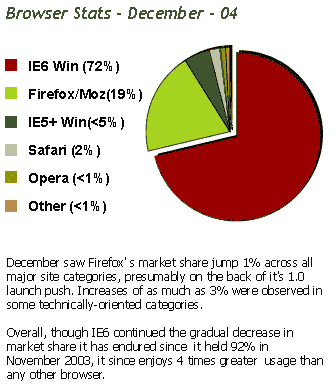 Browser Stats - December - 04
IE6 Win (72%)
Firefox/Moz(19%)
IE5+ Win(<5%)
Safari (2%)
Opera (<1%)
Other (<1%)
December saw Firefox's market share jump 1% across all
major site categories, presumably on the back of it's 1.0
launch push. Increases of as much as 3% were observed in
some technically-oriented categories.
Overall, though IE6 continued the gradual decrease in
market share it has endured since it held 92% in
November 2003, it since enjoys 4 times greater usage than
any other browser.